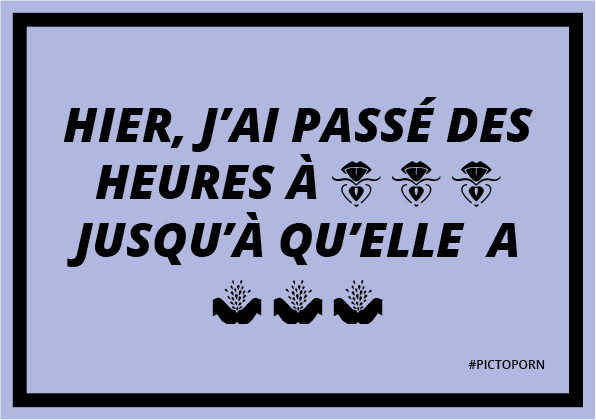 HIER, J’AI PASSÉ DES
HEURES À
JUSQU’À QU’ELLE A
#PICTOPORN